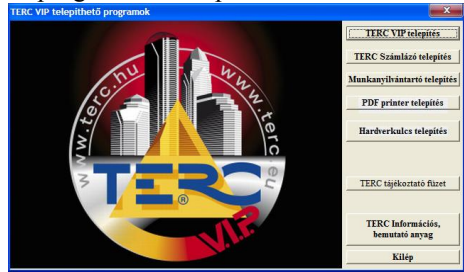 TERC VIP telepíthető programok
TERC VIP telepítés
TERC Számlázó telepítés
Munkanyilvántartó telepítés
PDF printer telepítés
Hardverkulcs telepítés
TERC tájékoztató füzet
TERC Információs,
bemutató anyag
Kilép
www.terc.hu
www.terc.eu
TERC
®
V.I.P.